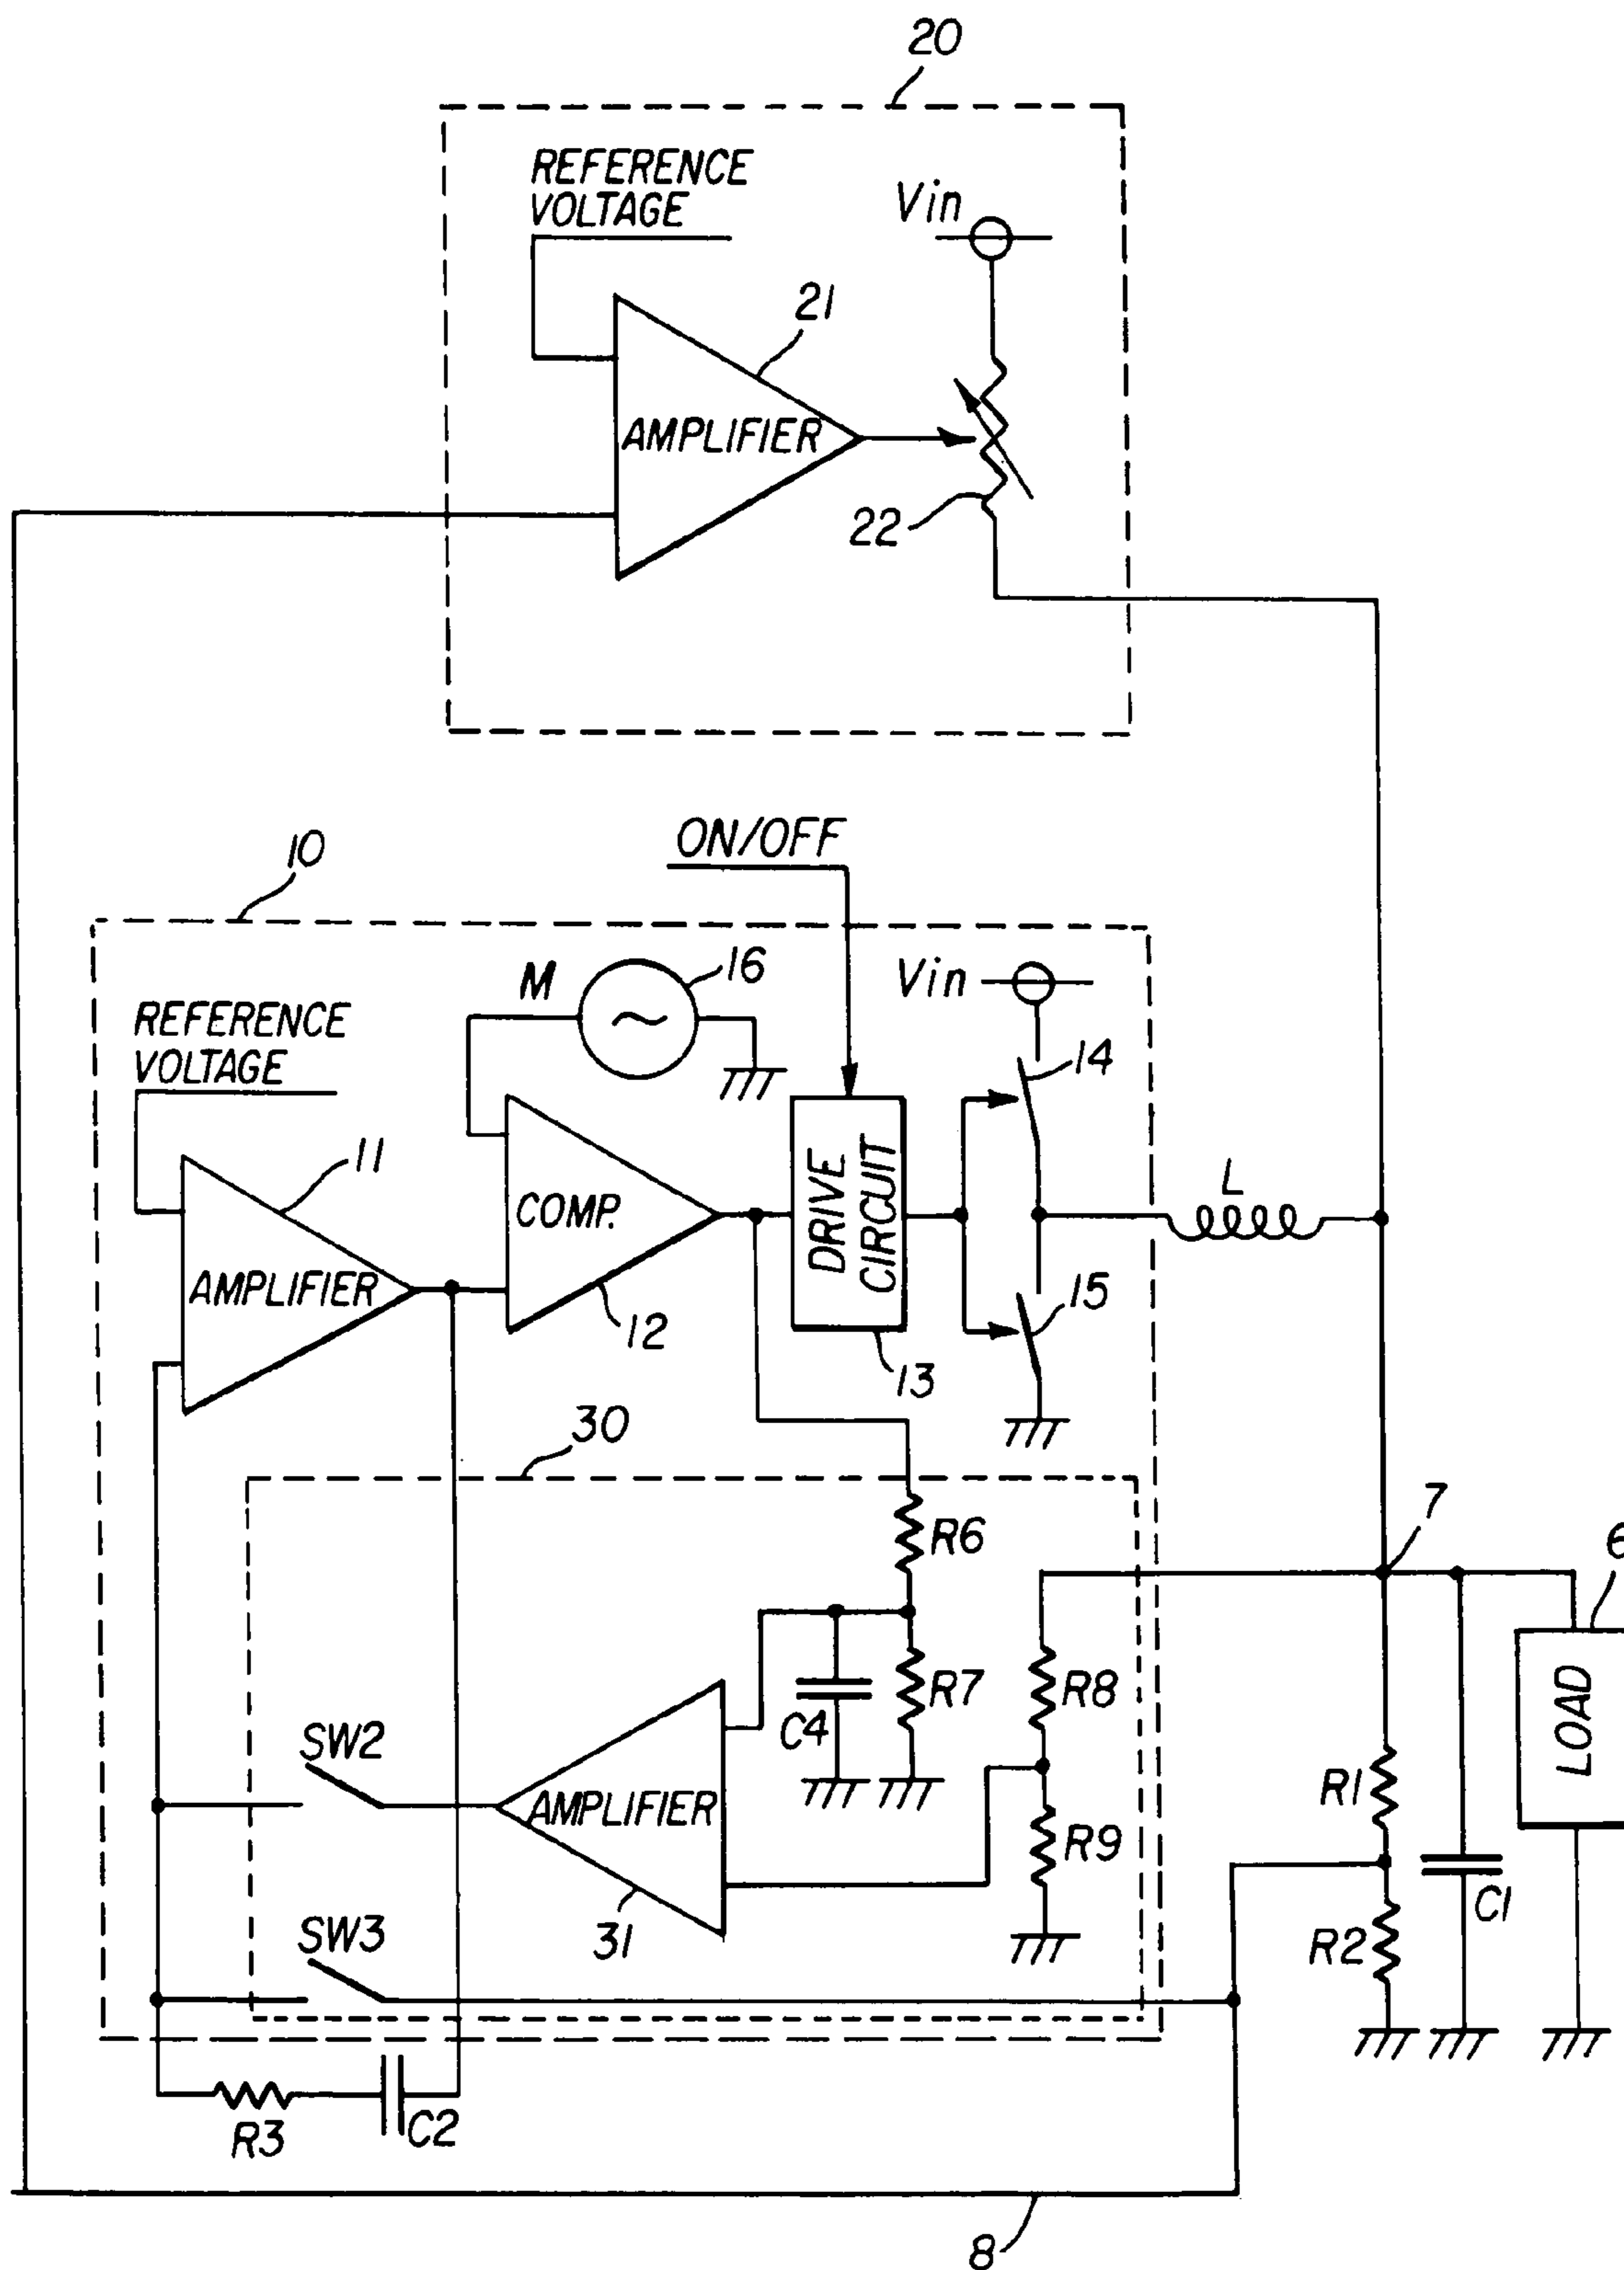 20
REFERENCE
VOLTAGE
Vin
21
AMPLIFIER
22
10
ON/OFF
M
16
Vin
REFERENCE
VOLTAGE
14
11
COMP.
DRIVE
CIRCUIT
L
AMPLIFIER
12
15
13
30
7
R6
6
C4
R7
R8
LOAD
SW2
AMPLIFIER
R1
R9
31
C1
SW3
R2
R3
C2
8